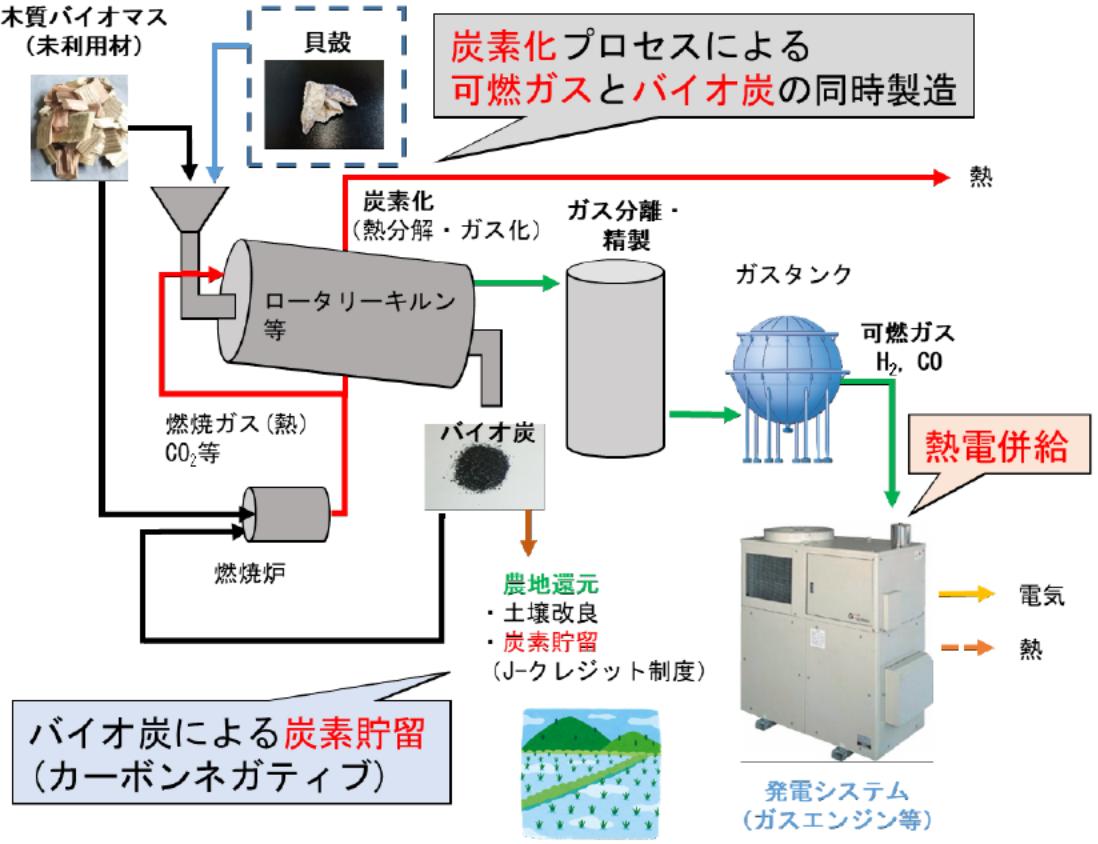 木質バイオマス
(未利用材)
貝殻
炭素化プロセスによる
可燃ガスとバイオ炭の同時製造
熱
炭素化
(熱分解・ガス化)
ガス分離・
精製
ガスタンク
ロータリーキルン
等
可燃ガス
H₂, CO
燃焼ガス(熱)
CO₂等
バイオ炭
熱電併給
燃焼炉
農地還元
・土壌改良
・炭素貯留
(J-クレジット制度)
電気
熱
バイオ炭による炭素貯留
(カーボンネガティブ)
発電システム
(ガスエンジン等)